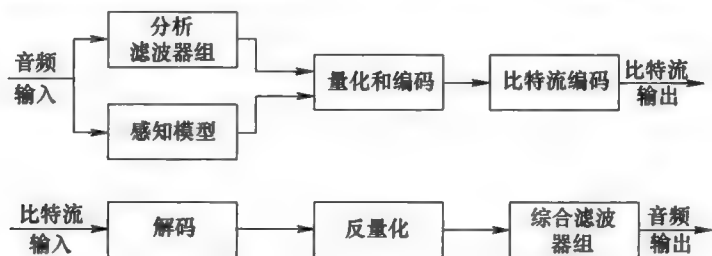 分析
滤波器组
音频
输入
量化和编码
比特流编码
比特流
输出
感知模型
比特流
输入
解码
反量化
综合滤波
器组
音频
输出